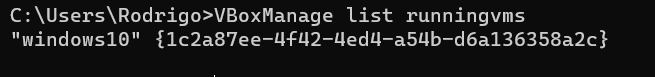 C:\Users\Rodrigo>VBoxManage list runningvms
"windows10" {1c2a87ee-4f42-4ed4-a54b-d6a136358a2c}